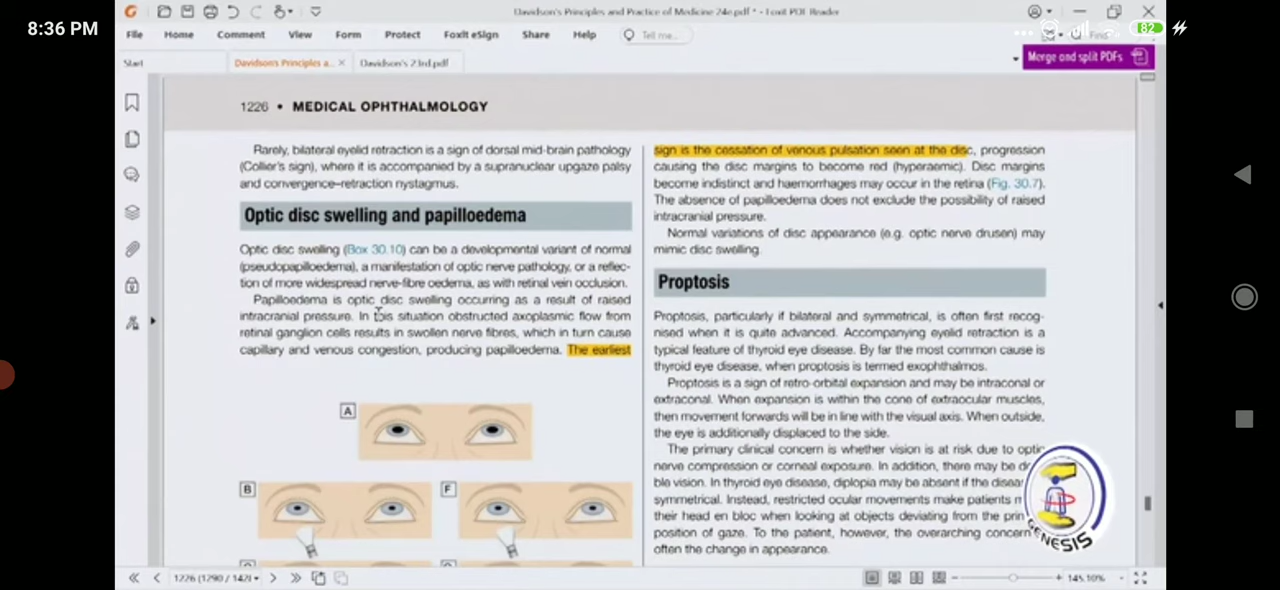 8:36 PM
Davidson's Principles and Practice of Medicine 24e.pdf * - Foxit PDF Reader
82
File Home Comment View Form Protect Foxit eSign Share Help Tell me... Find
Start Davidson's Principles a... × Davidson's 23ed.pdf
Merge and split PDFs
1226 • MEDICAL OPHTHALMOLOGY
Rarely, bilateral eyelid retraction is a sign of dorsal mid-brain pathology
(Collier's sign), where it is accompanied by a supranuclear upgaze palsy
and convergence–retraction nystagmus.
Optic disc swelling and papilloedema
Optic disc swelling (Box 30.10) can be a developmental variant of normal
(pseudopapilloedema), a manifestation of optic nerve pathology, or a reflec-
tion of more widespread nerve-fibre oedema, as with retinal vein occlusion.
Papilloedema is optic disc swelling occurring as a result of raised
intracranial pressure. In this situation obstructed axoplasmic flow from
retinal ganglion cells results in swollen nerve fibres, which in turn cause
capillary and venous congestion, producing papilloedema. The earliest
A
B
F
sign is the cessation of venous pulsation seen at the disc, progression
causing the disc margins to become red (hyperaemic). Disc margins
become indistinct and haemorrhages may occur in the retina (Fig. 30.7).
The absence of papilloedema does not exclude the possibility of raised
intracranial pressure.
Normal variations of disc appearance (e.g. optic nerve drusen) may
mimic disc swelling.
Proptosis
Proptosis, particularly if bilateral and symmetrical, is often first recog-
nised when it is quite advanced. Accompanying eyelid retraction is a
typical feature of thyroid eye disease. By far the most common cause is
thyroid eye disease, when proptosis is termed exophthalmos.
Proptosis is a sign of retro-orbital expansion and may be intraconal or
extraconal. When expansion is within the cone of extraocular muscles,
then movement forwards will be in line with the visual axis. When outside,
the eye is additionally displaced to the side.
The primary clinical concern is whether vision is at risk due to optic
nerve compression or corneal exposure. In addition, there may be
ble vision. In thyroid eye disease, diplopia may be absent if the
symmetrical. Instead, restricted ocular movements make patients
their head en bloc when looking at objects deviating from the
position of gaze. To the patient, however, the overarching concern
often the change in appearance.
GENESIS
1226 (1290 / 1421
145.10%